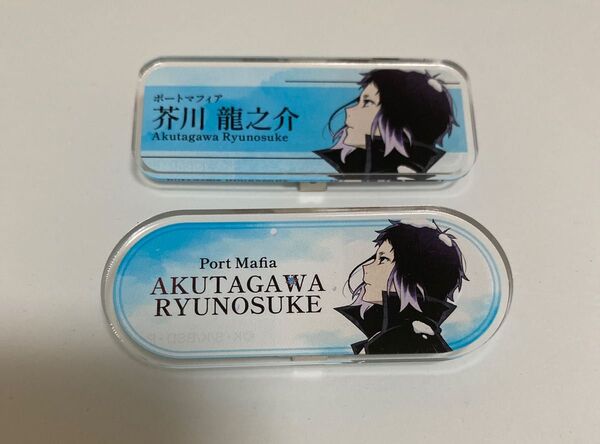 ポートマフィア
芥川 龍之介
Akutagawa Ryunosuke
Port Mafia
AKUTAGAWA
RYUNOSUKE